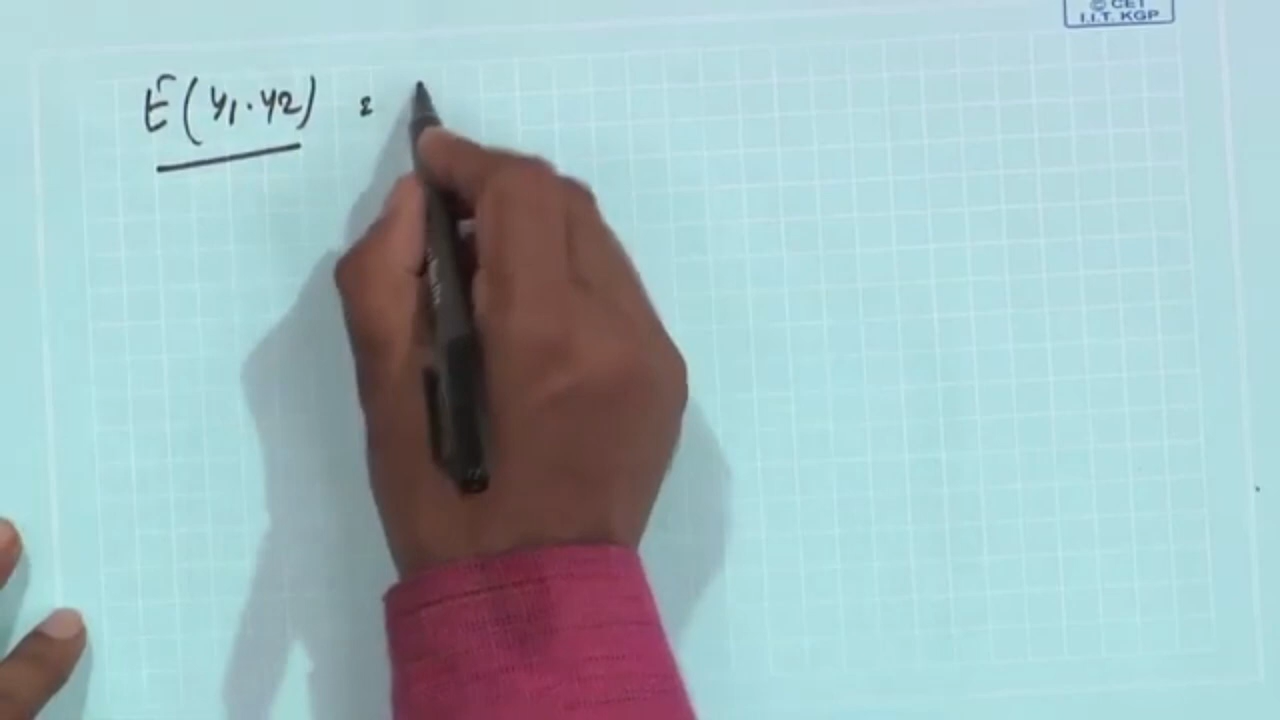 © CET
I.I.T. KGP
E(y1.y2) =